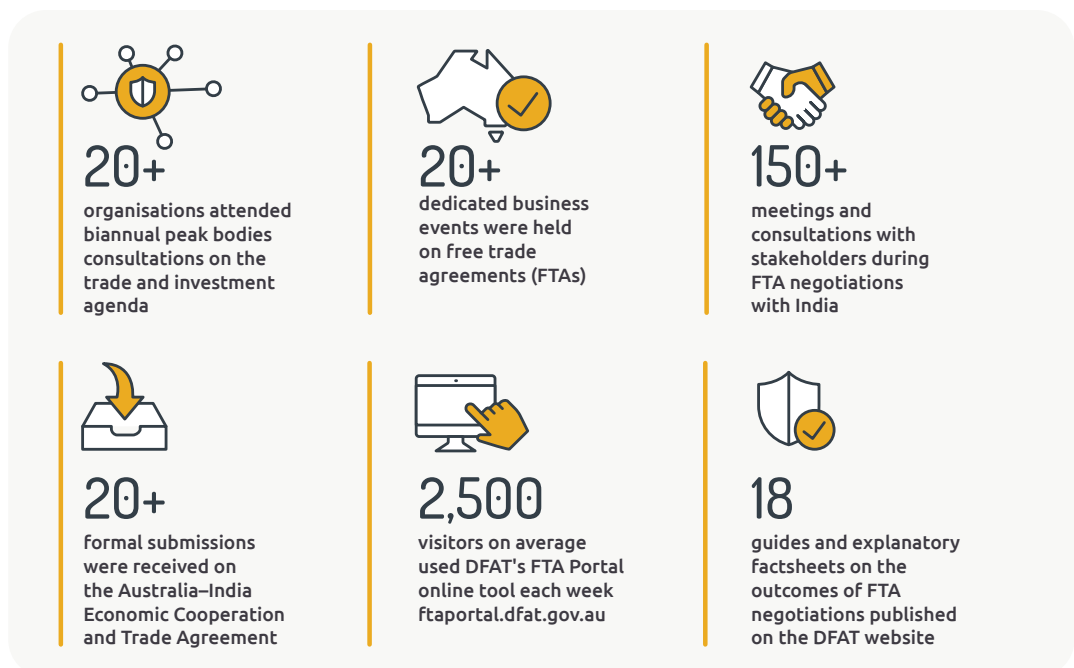 20+
organisations attended
biannual peak bodies
consultations on the
trade and investment
agenda
20+
dedicated business
events were held
on free trade
agreements (FTAs)
150+
meetings and
consultations with
stakeholders during
FTA negotiations
with India
20+
formal submissions
were received on
the Australia–India
Economic Cooperation
and Trade Agreement
2,500
visitors on average
used DFAT's FTA Portal
online tool each week
ftaportal.dfat.gov.au
18
guides and explanatory
factsheets on the
outcomes of FTA
negotiations published
on the DFAT website